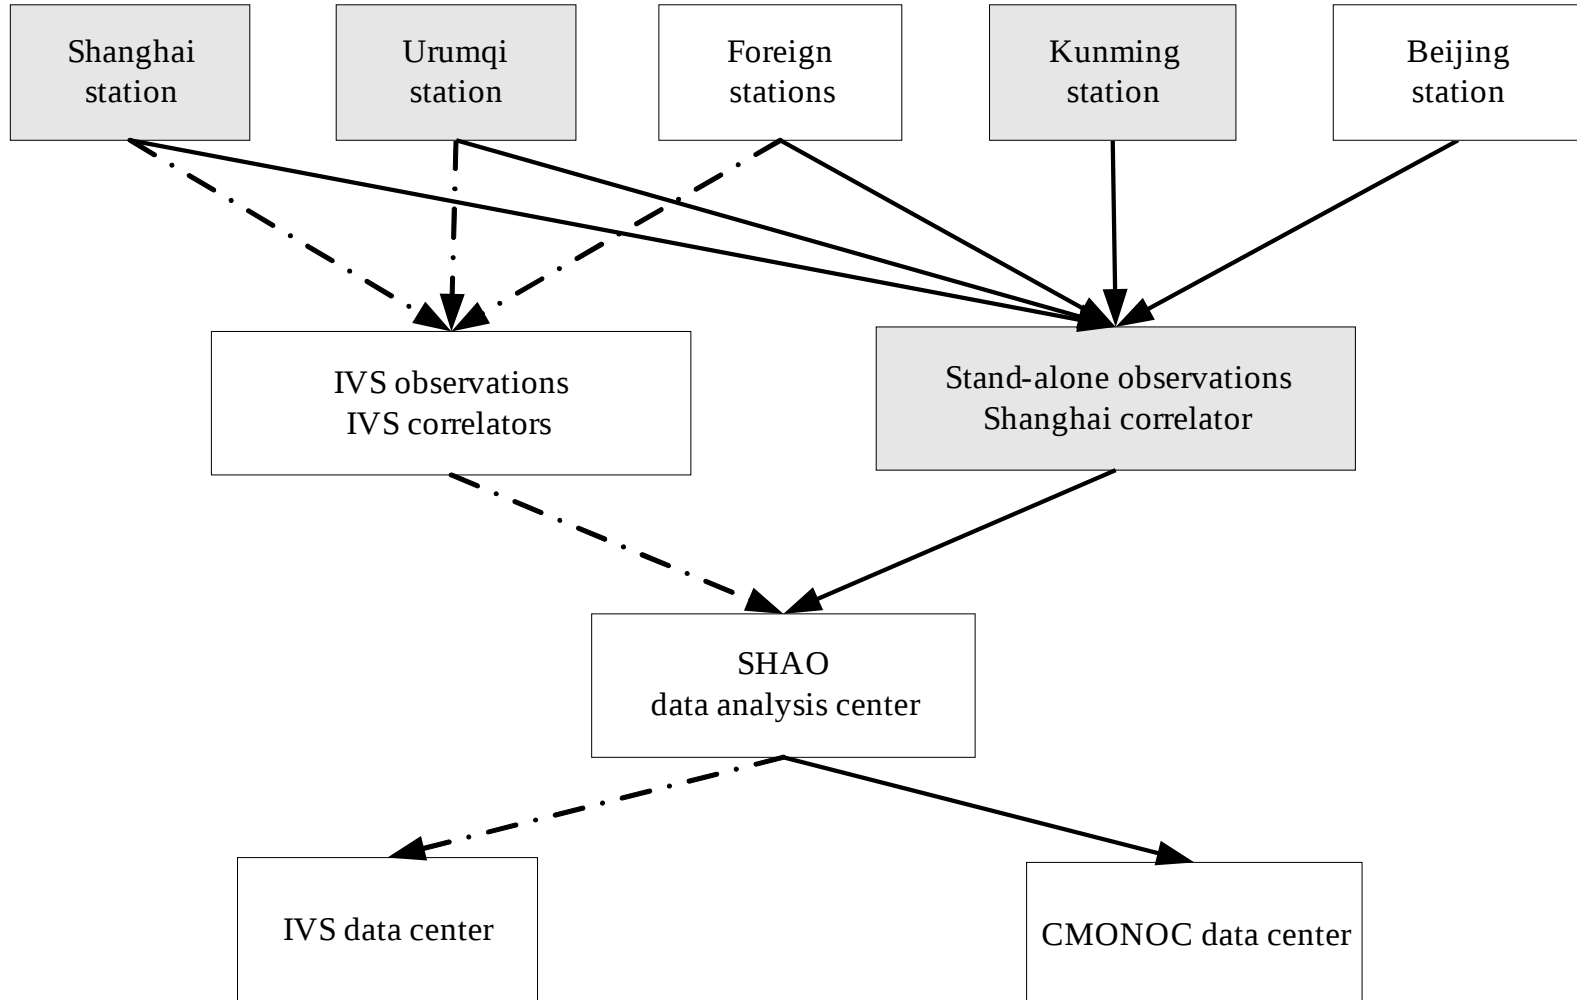 Shanghai
station
Urumqi
station
Foreign
stations
Kunming
station
Beijing
station
IVS observations
IVS correlators
Stand-alone observations
Shanghai correlator
SHAO
data analysis center
IVS data center
CMONOC data center